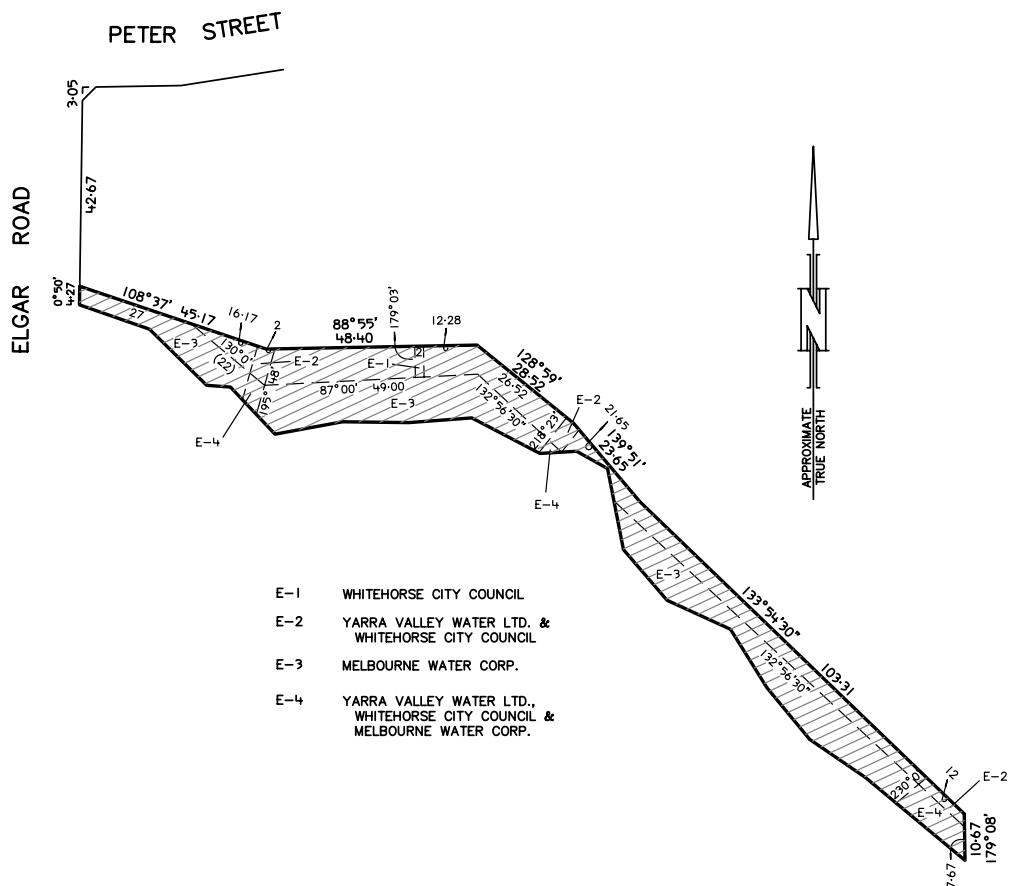 PETER STREET
3·05
42·67
ELGAR ROAD
0°50'
4·27
108°37' 45·17
27
E-3
16·17
2
130°0'
(22)
E-2
195° 48'
E-4
88°55'
48·40
179°03'
12·28
E-1
2
87°00' 49·00
E-3
128°59'
28·52
26·52
132°56'30"
E-2
218°23'
21·65
139°51'
23·65
E-4
E-3
133°54'30"
103·31
132°56'30"
230°0'
12
E-2
E-4
10·67
179°08'
7·67
APPROXIMATE
TRUE NORTH
N
E-1 WHITEHORSE CITY COUNCIL
E-2 YARRA VALLEY WATER LTD. &
WHITEHORSE CITY COUNCIL
E-3 MELBOURNE WATER CORP.
E-4 YARRA VALLEY WATER LTD.,
WHITEHORSE CITY COUNCIL &
MELBOURNE WATER CORP.